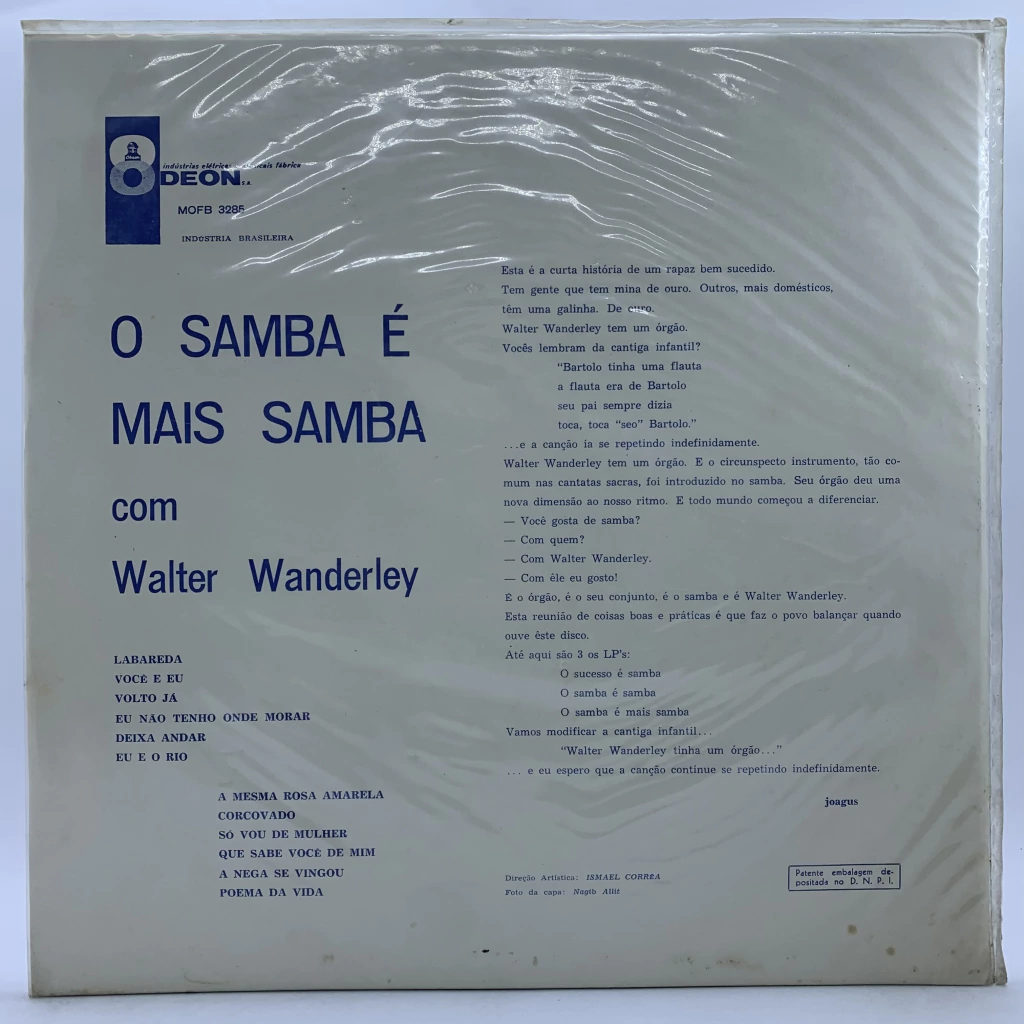 indústrias elétricas fábrica
ODEON S.A.
MOFB 3285
INDÚSTRIA BRASILEIRA
O SAMBA É
MAIS SAMBA
com
Walter Wanderley
LABAREDA
VOCÊ E EU
VOLTO JÁ
EU NÃO TENHO ONDE MORAR
DEIXA ANDAR
EU E O RIO
A MESMA ROSA AMARELA
CORCOVADO
SÓ VOU DE MULHER
QUE SABE VOCÊ DE MIM
A NEGA SE VINGOU
POEMA DA VIDA
Esta é a curta história de um rapaz bem sucedido.
Tem gente que tem mina de ouro. Outros, mais domésticos,
têm uma galinha. De ouro.
Walter Wanderley tem um órgão.
Vocês lembram da cantiga infantil?
“Bartolo tinha uma flauta
a flauta era de Bartolo
seu pai sempre dizia
toca, toca “seo” Bartolo.”
...e a canção ia se repetindo indefinidamente.
Walter Wanderley tem um órgão. E o circunspecto instrumento, tão co-
mum nas cantatas sacras, foi introduzido no samba. Seu órgão deu uma
nova dimensão ao nosso ritmo. E todo mundo começou a diferenciar.
— Você gosta de samba?
— Com quem?
— Com Walter Wanderley.
— Com êle eu gosto!
É o órgão, é o seu conjunto, é o samba e é Walter Wanderley.
Esta reunião de coisas boas e práticas é que faz o povo balançar quando
ouve êste disco.
Até aqui são 3 os LP's:
O sucesso é samba
O samba é samba
O samba é mais samba
Vamos modificar a cantiga infantil...
“Walter Wanderley tinha um órgão...”
... e eu espero que a canção continue se repetindo indefinidamente.
joagus
Direção Artística: ISMAEL CORRÊA
Foto da capa: Nagib Allit
Patente embalagem de-
positada no D. N. P. I.